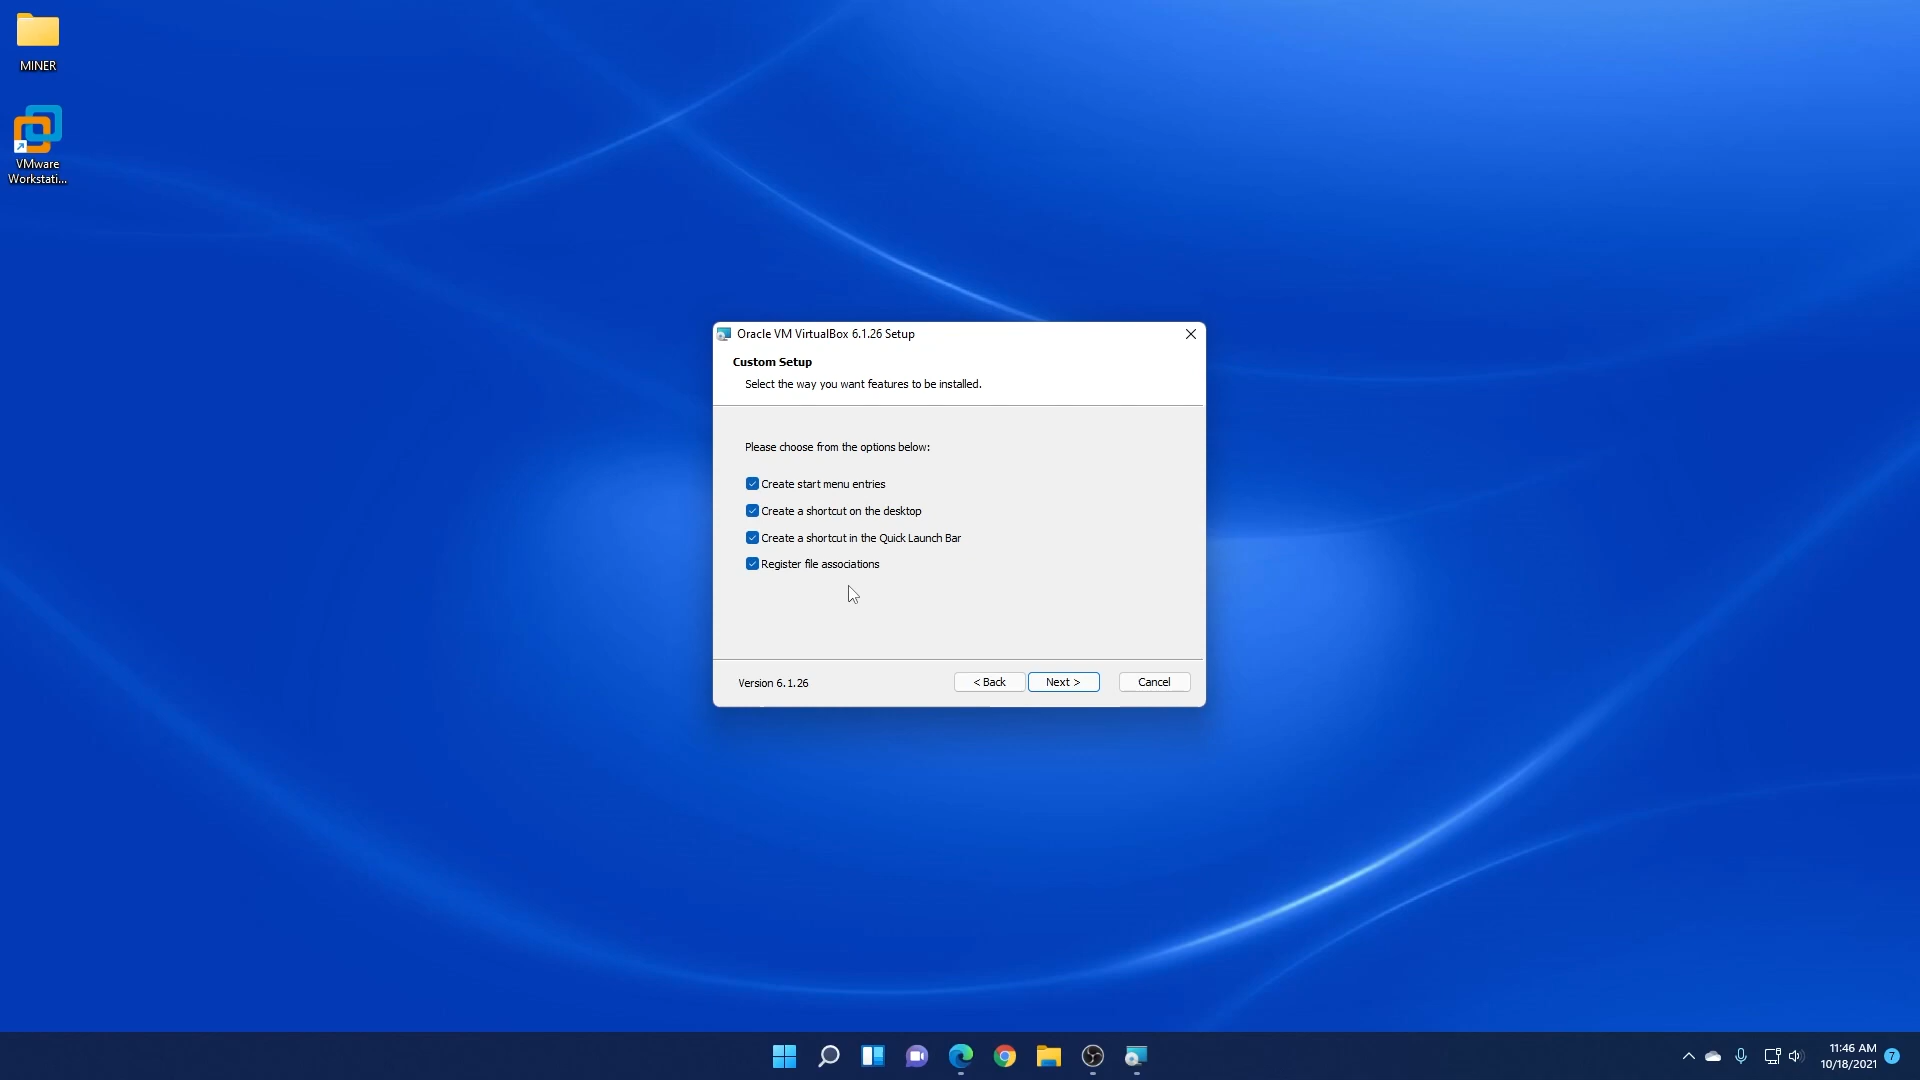 MINER
VMware
Workstati...
Oracle VM VirtualBox 6.1.26 Setup
Custom Setup
Select the way you want features to be installed.
Please choose from the options below:
Create start menu entries
Create a shortcut on the desktop
Create a shortcut in the Quick Launch Bar
Register file associations
Version 6.1.26
< Back
Next >
Cancel
11:46 AM
10/18/2021
7